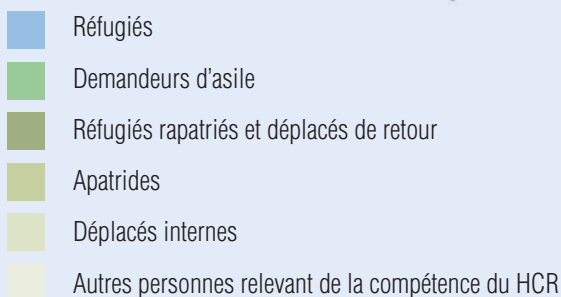 Réfugiés
Demandeurs d'asile
Réfugiés rapatriés et déplacés de retour
Apatrides
Déplacés internes
Autres personnes relevant de la compétence du HCR